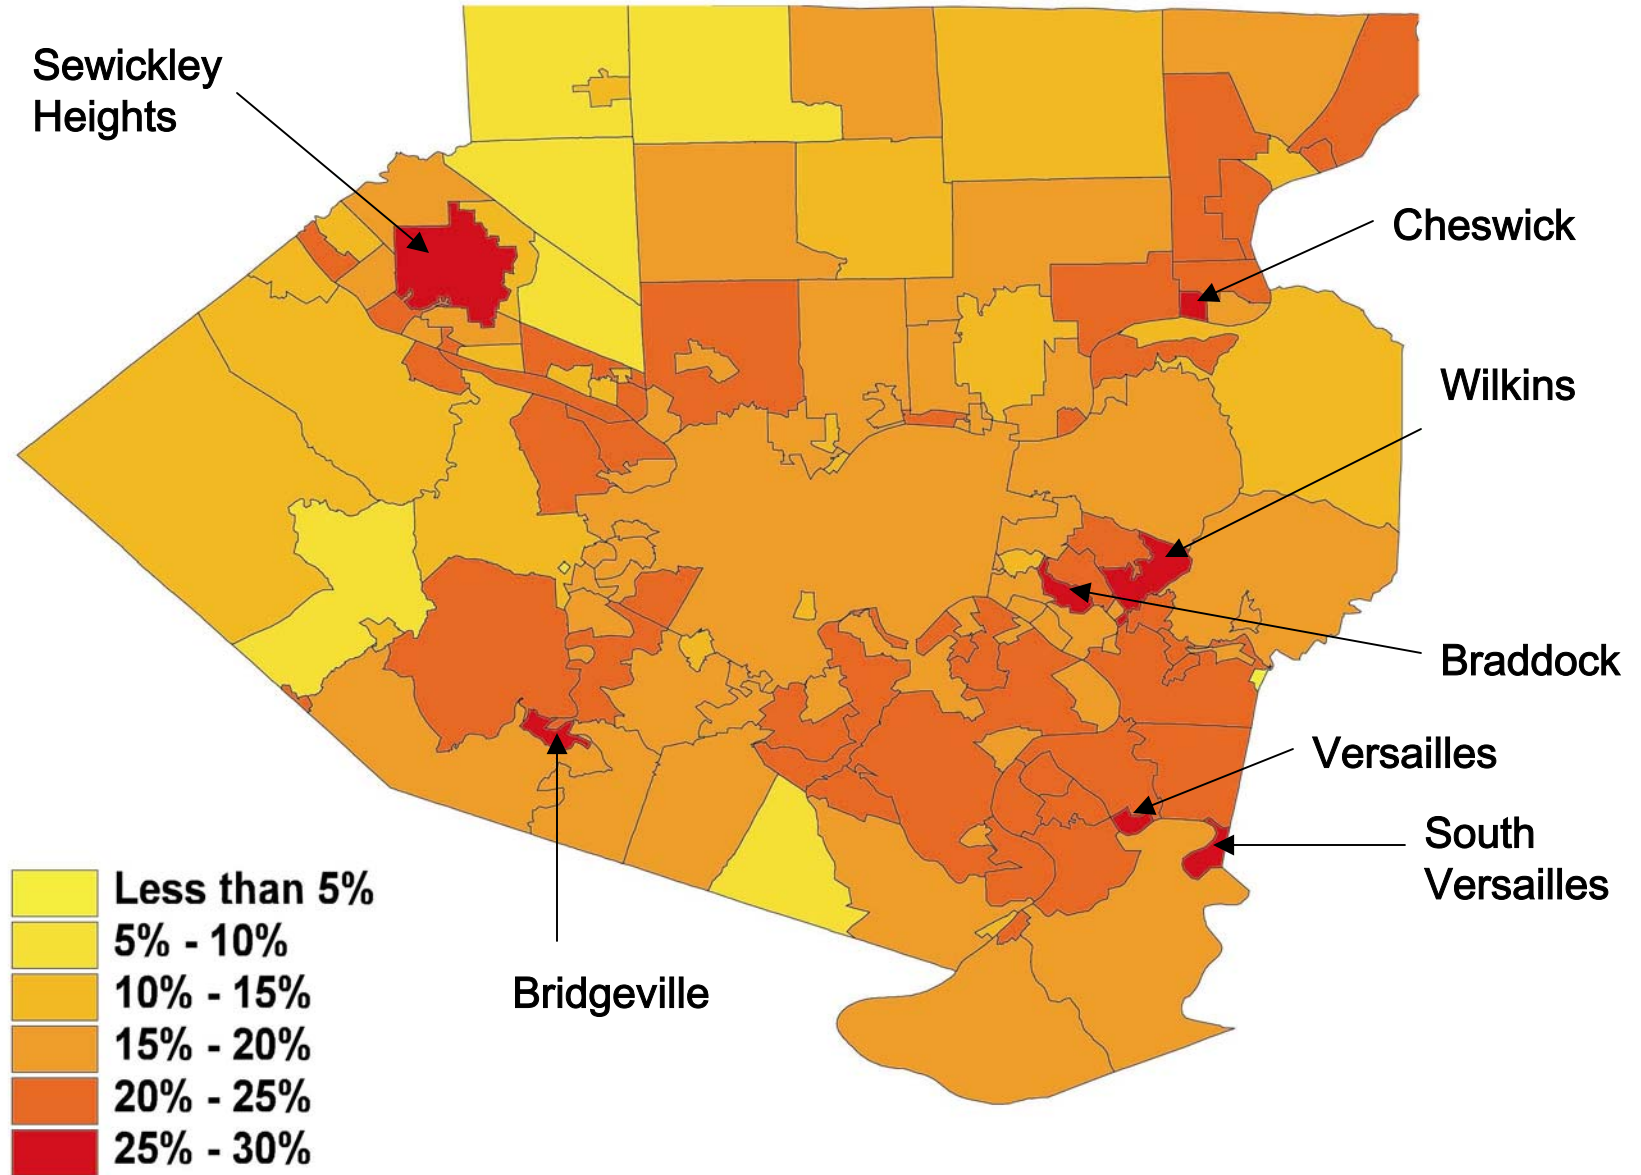 Sewickley
Heights
Cheswick
Wilkins
Braddock
Versailles
South
Versailles
Bridgeville
Less than 5%
5% - 10%
10% - 15%
15% - 20%
20% - 25%
25% - 30%